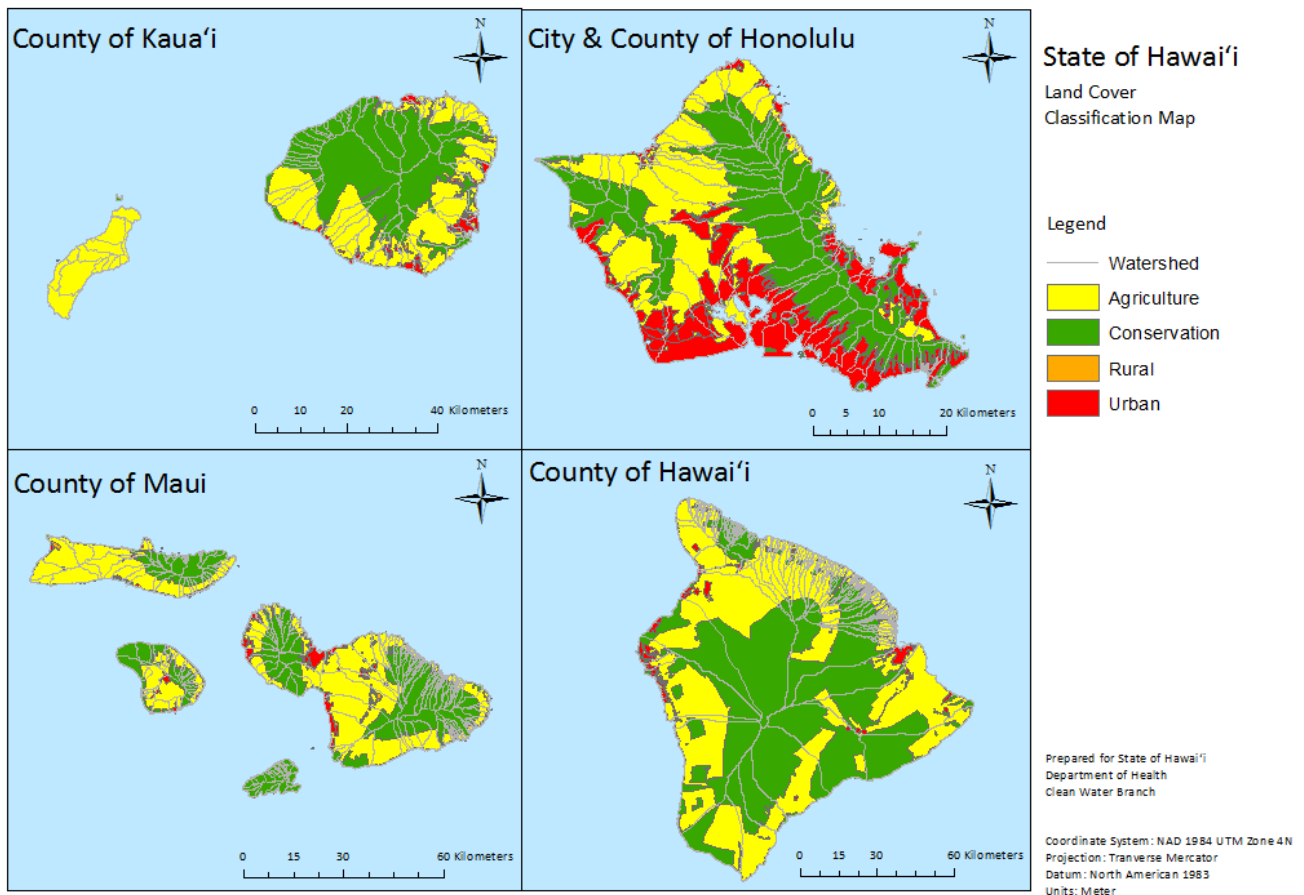 County of Kauaʻi
N
0 10 20 40 Kilometers
City & County of Honolulu
N
0 5 10 20 Kilometers
County of Maui
N
0 15 30 60 Kilometers
County of Hawaiʻi
N
0 15 30 60 Kilometers
State of Hawaiʻi
Land Cover
Classification Map
Legend
Watershed
Agriculture
Conservation
Rural
Urban
Prepared for State of Hawaiʻi
Department of Health
Clean Water Branch
Coordinate System: NAD 1984 UTM Zone 4N
Projection: Tranverse Mercator
Datum: North American 1983
Units: Meter